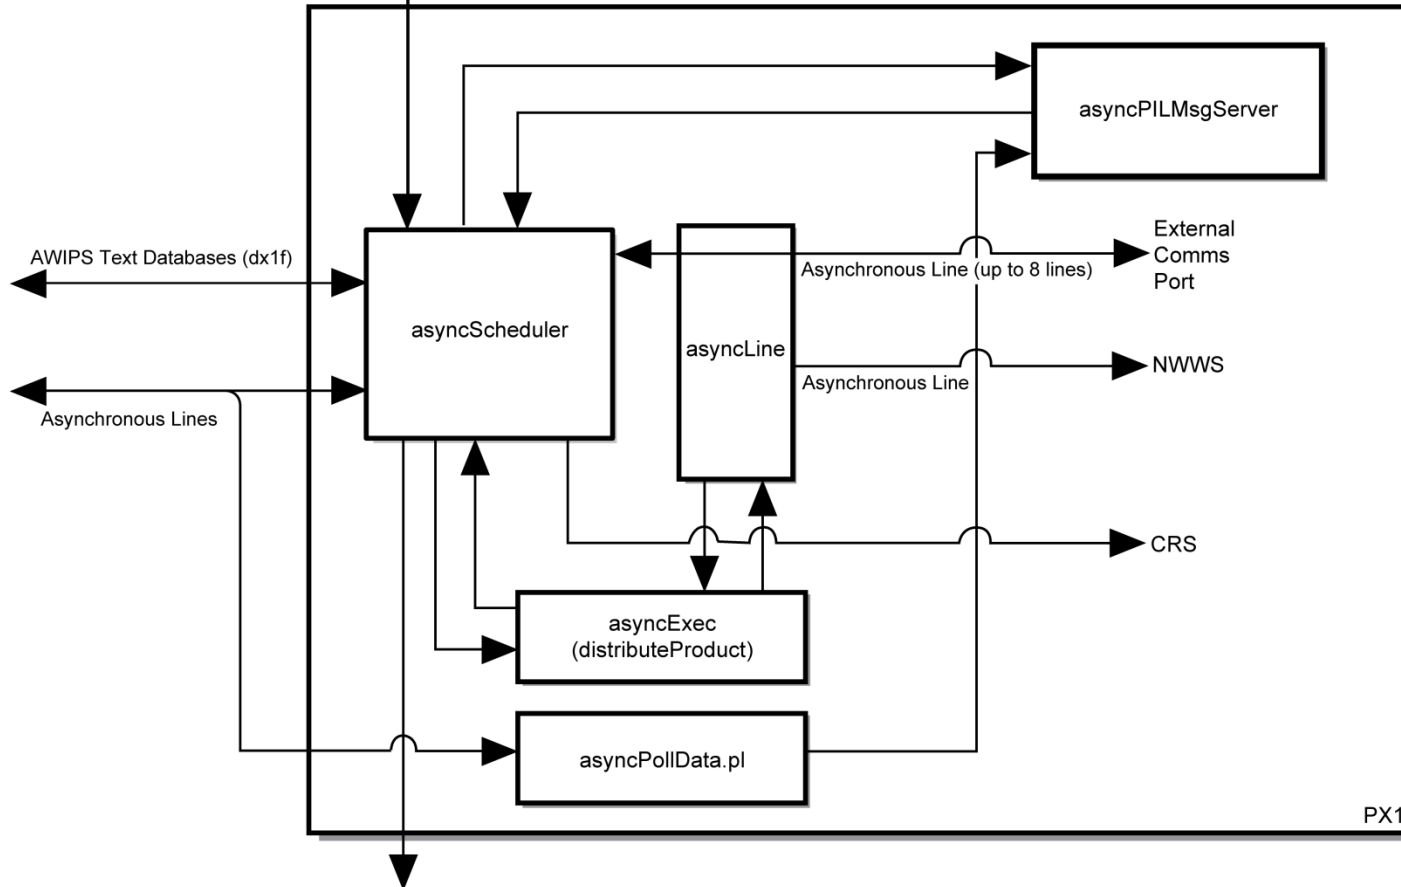 asyncPILMsgServer
External
Comms
Port
AWIPS Text Databases (dx1f)
Asynchronous Line (up to 8 lines)
asyncScheduler
asyncLine
NWWS
Asynchronous Line
Asynchronous Lines
CRS
asyncExec
(distributeProduct)
asyncPollData.pl
PX1